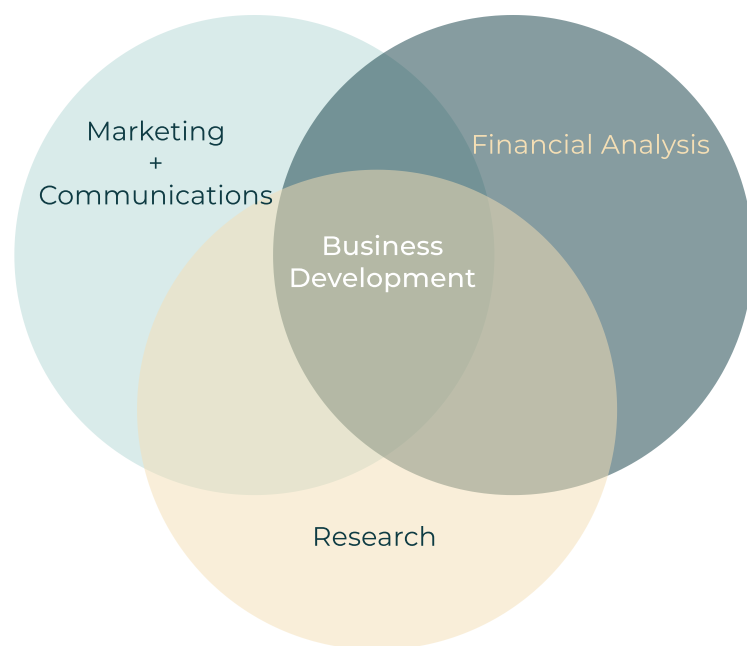 Marketing
+
Communications
Financial Analysis
Business
Development
Research